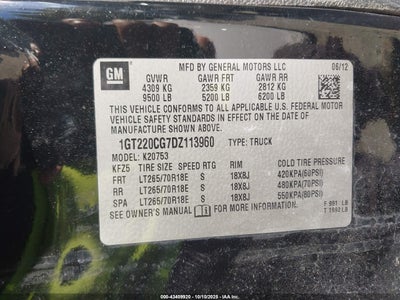 GM
MFD BY GENERAL MOTORS LLC 06/12
GVWR GAWR FRT GAWR RR
4309 KG 2359 KG 2812 KG
9500 LB 5200 LB 6200 LB
THIS VEHICLE CONFORMS TO ALL APPLICABLE U.S. FEDERAL MOTOR
VEHICLE SAFETY STANDARDS IN EFFECT ON THE DATE OF
MANUFACTURE SHOWN ABOVE.
1GT220CG7DZ113960 TYPE: TRUCK
MODEL: K20753
KFZ5 TIRE SIZE SPEED RTG RIM COLD TIRE PRESSURE
FRT LT265/70R18E S 18X8J 420KPA(60PSI)
RR LT265/70R18E S 18X8J 480KPA(70PSI)
SPA LT265/70R18E S 18X8J 550KPA(80PSI)
SEE OWNER'S MANUAL FOR ADDITIONAL INFORMATION.
000-43409920 - 10/10/2025 - IAA Inc.